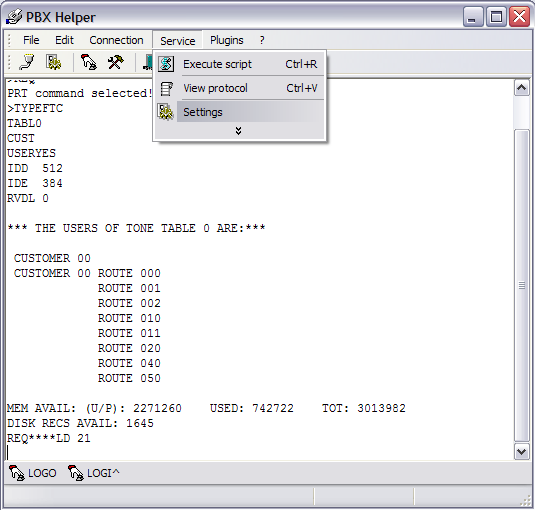 PBX Helper
File Edit Connection Service Plugins ?
Execute script Ctrl+R
View protocol Ctrl+V
Settings
>REQ
PRT command selected!
>TYPEFTC
TABL0
CUST
USERYES
IDD 512
IDE 384
RVDL 0
*** THE USERS OF TONE TABLE 0 ARE:***
CUSTOMER 00
CUSTOMER 00 ROUTE 000
ROUTE 001
ROUTE 002
ROUTE 010
ROUTE 011
ROUTE 020
ROUTE 040
ROUTE 050
MEM AVAIL: (U/P): 2271260 USED: 742722 TOT: 3013982
DISK RECS AVAIL: 1645
REQ****LD 21
LOGO LOGI^